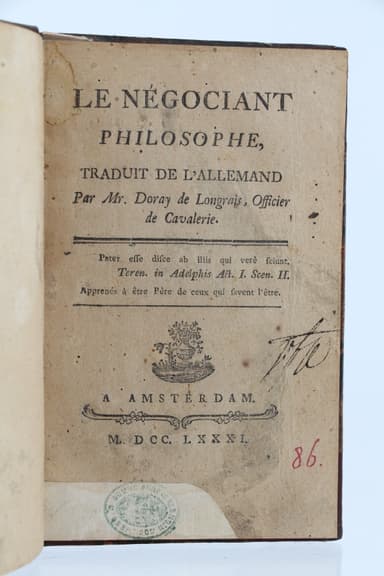 LE NÉGOCIANT
PHILOSOPHE,
TRADUIT DE L'ALLEMAND
Par Mr. Doray de Longrais, Officier
de Cavalerie.
Pater esse disce ab illis qui verè sciunt.
Teren. in Adelphis Act. I. Scen. II.
Apprenés à être Père de ceux qui savent l'être.
A AMSTERDAM.
M. DCC. LXXXI.
86.